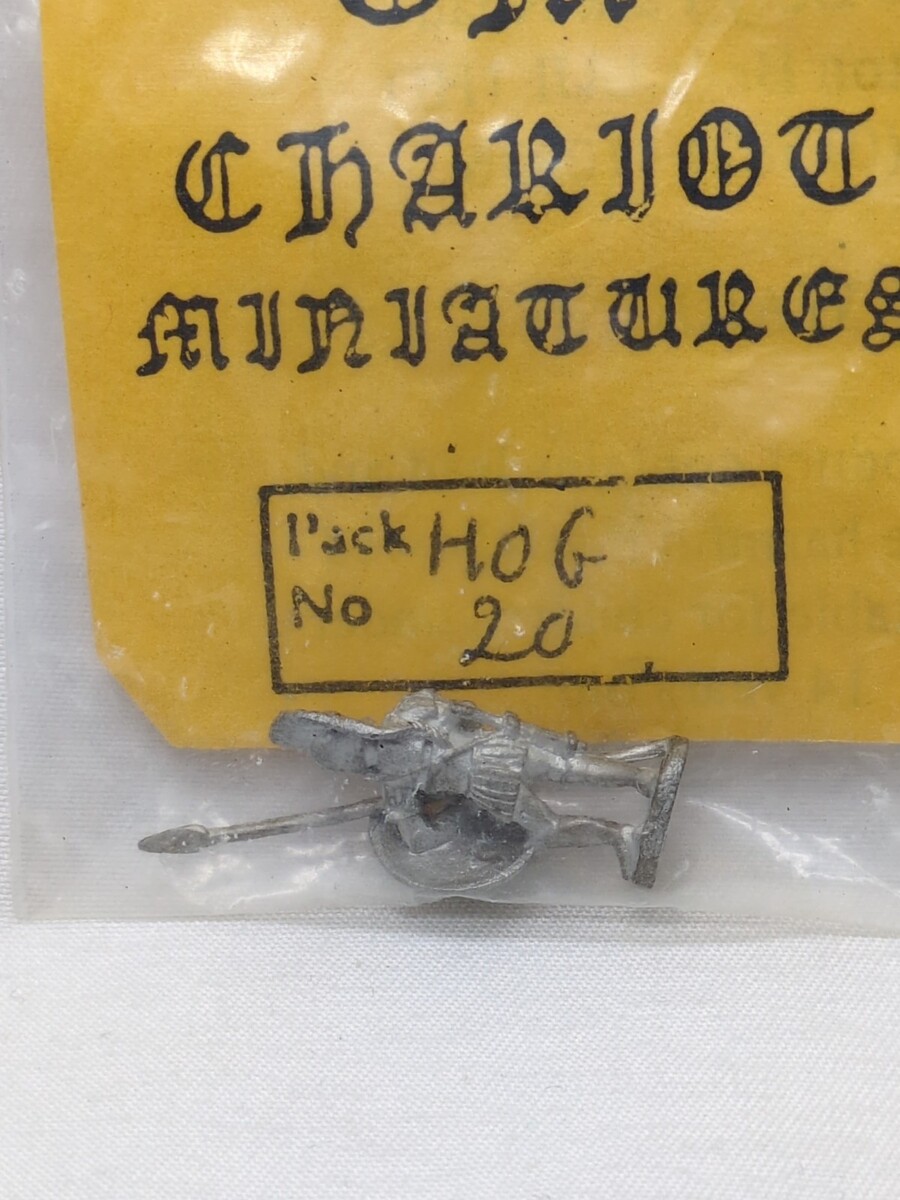 CHARIOT
MINIATURES
Pack HOG
No 20